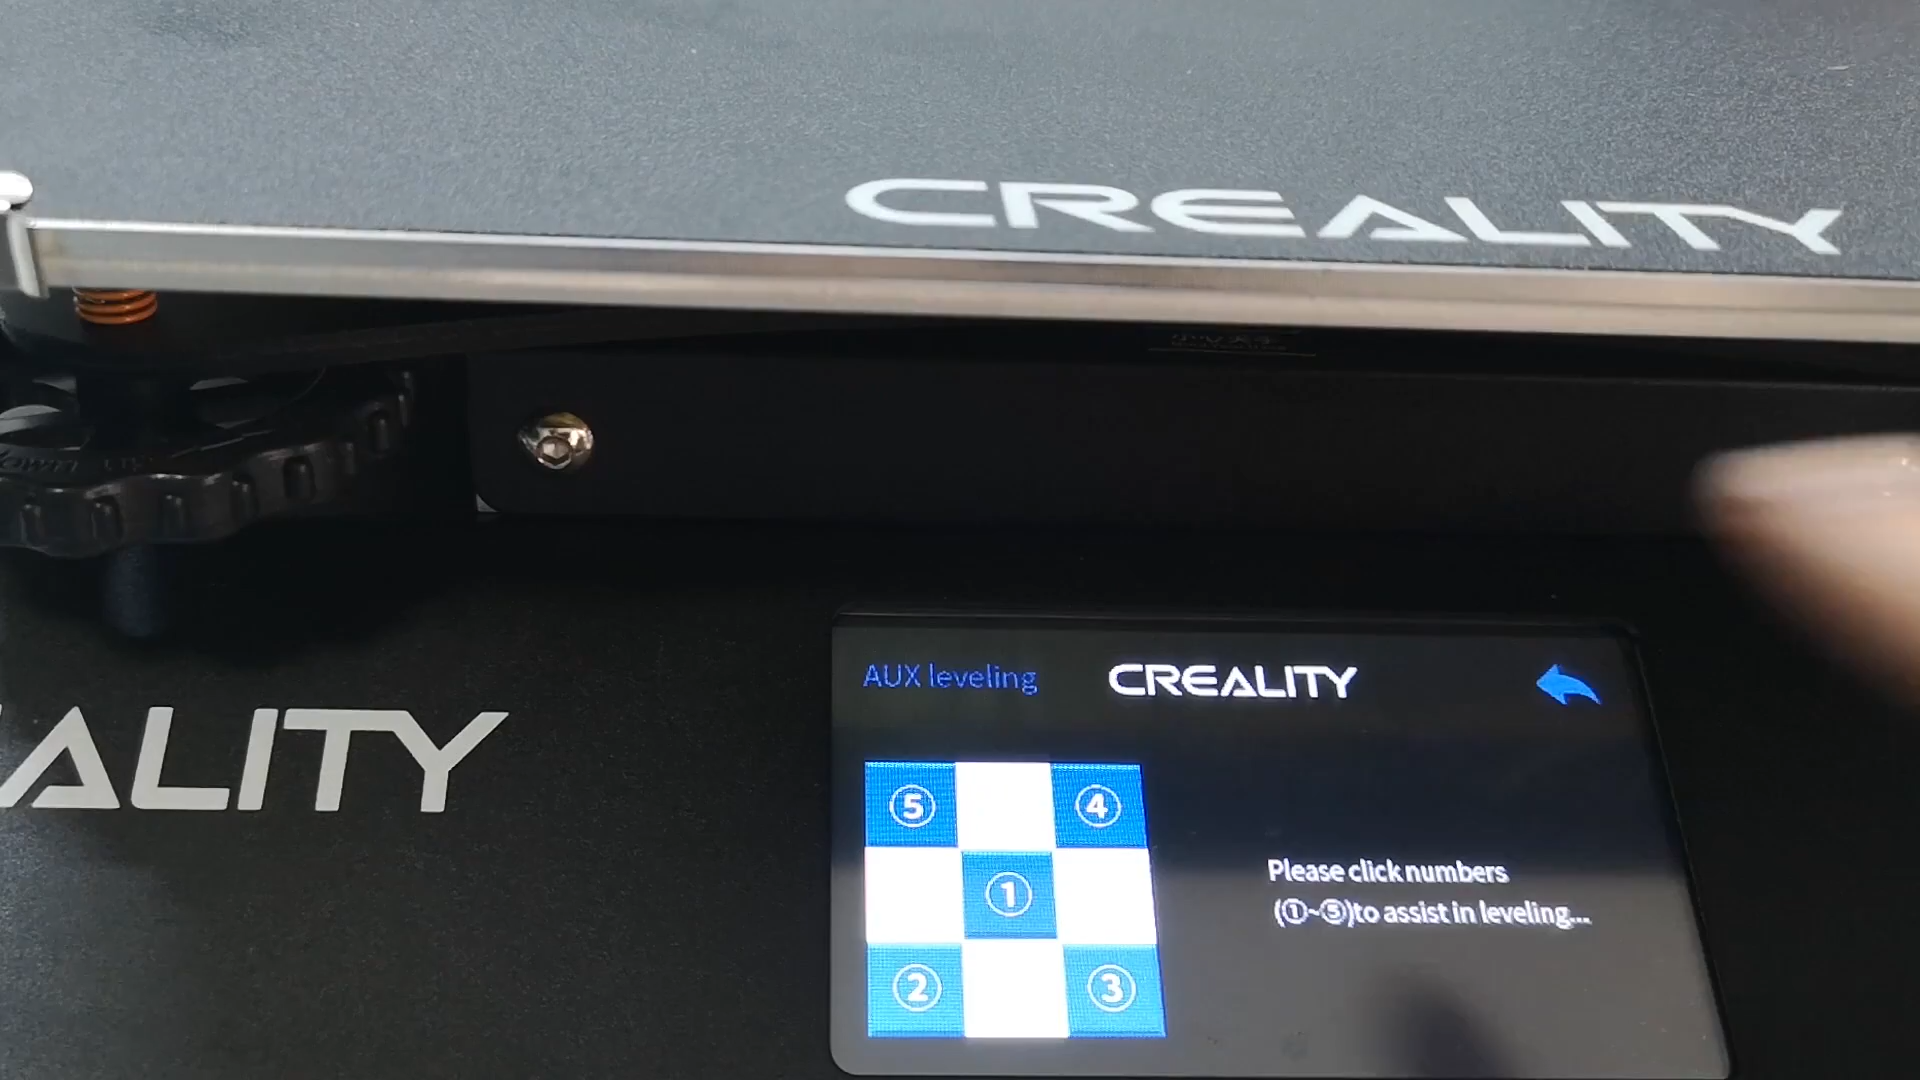 CREALITY
ALITY
AUX leveling
CREALITY
5
4
1
2
3
Please click numbers
(①~⑤)to assist in leveling...